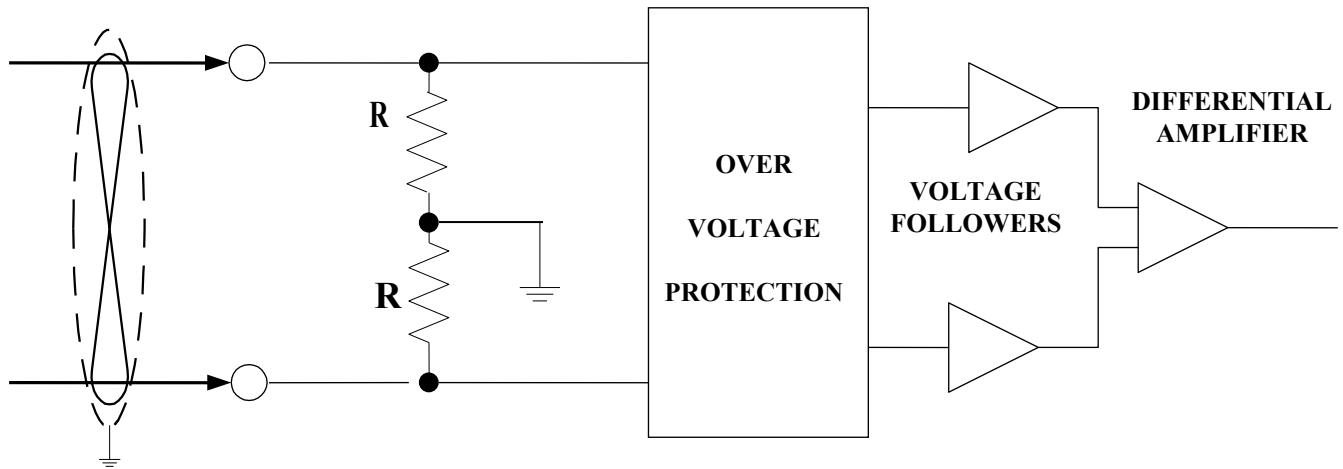 R
R
OVER
VOLTAGE
PROTECTION
VOLTAGE
FOLLOWERS
DIFFERENTIAL
AMPLIFIER